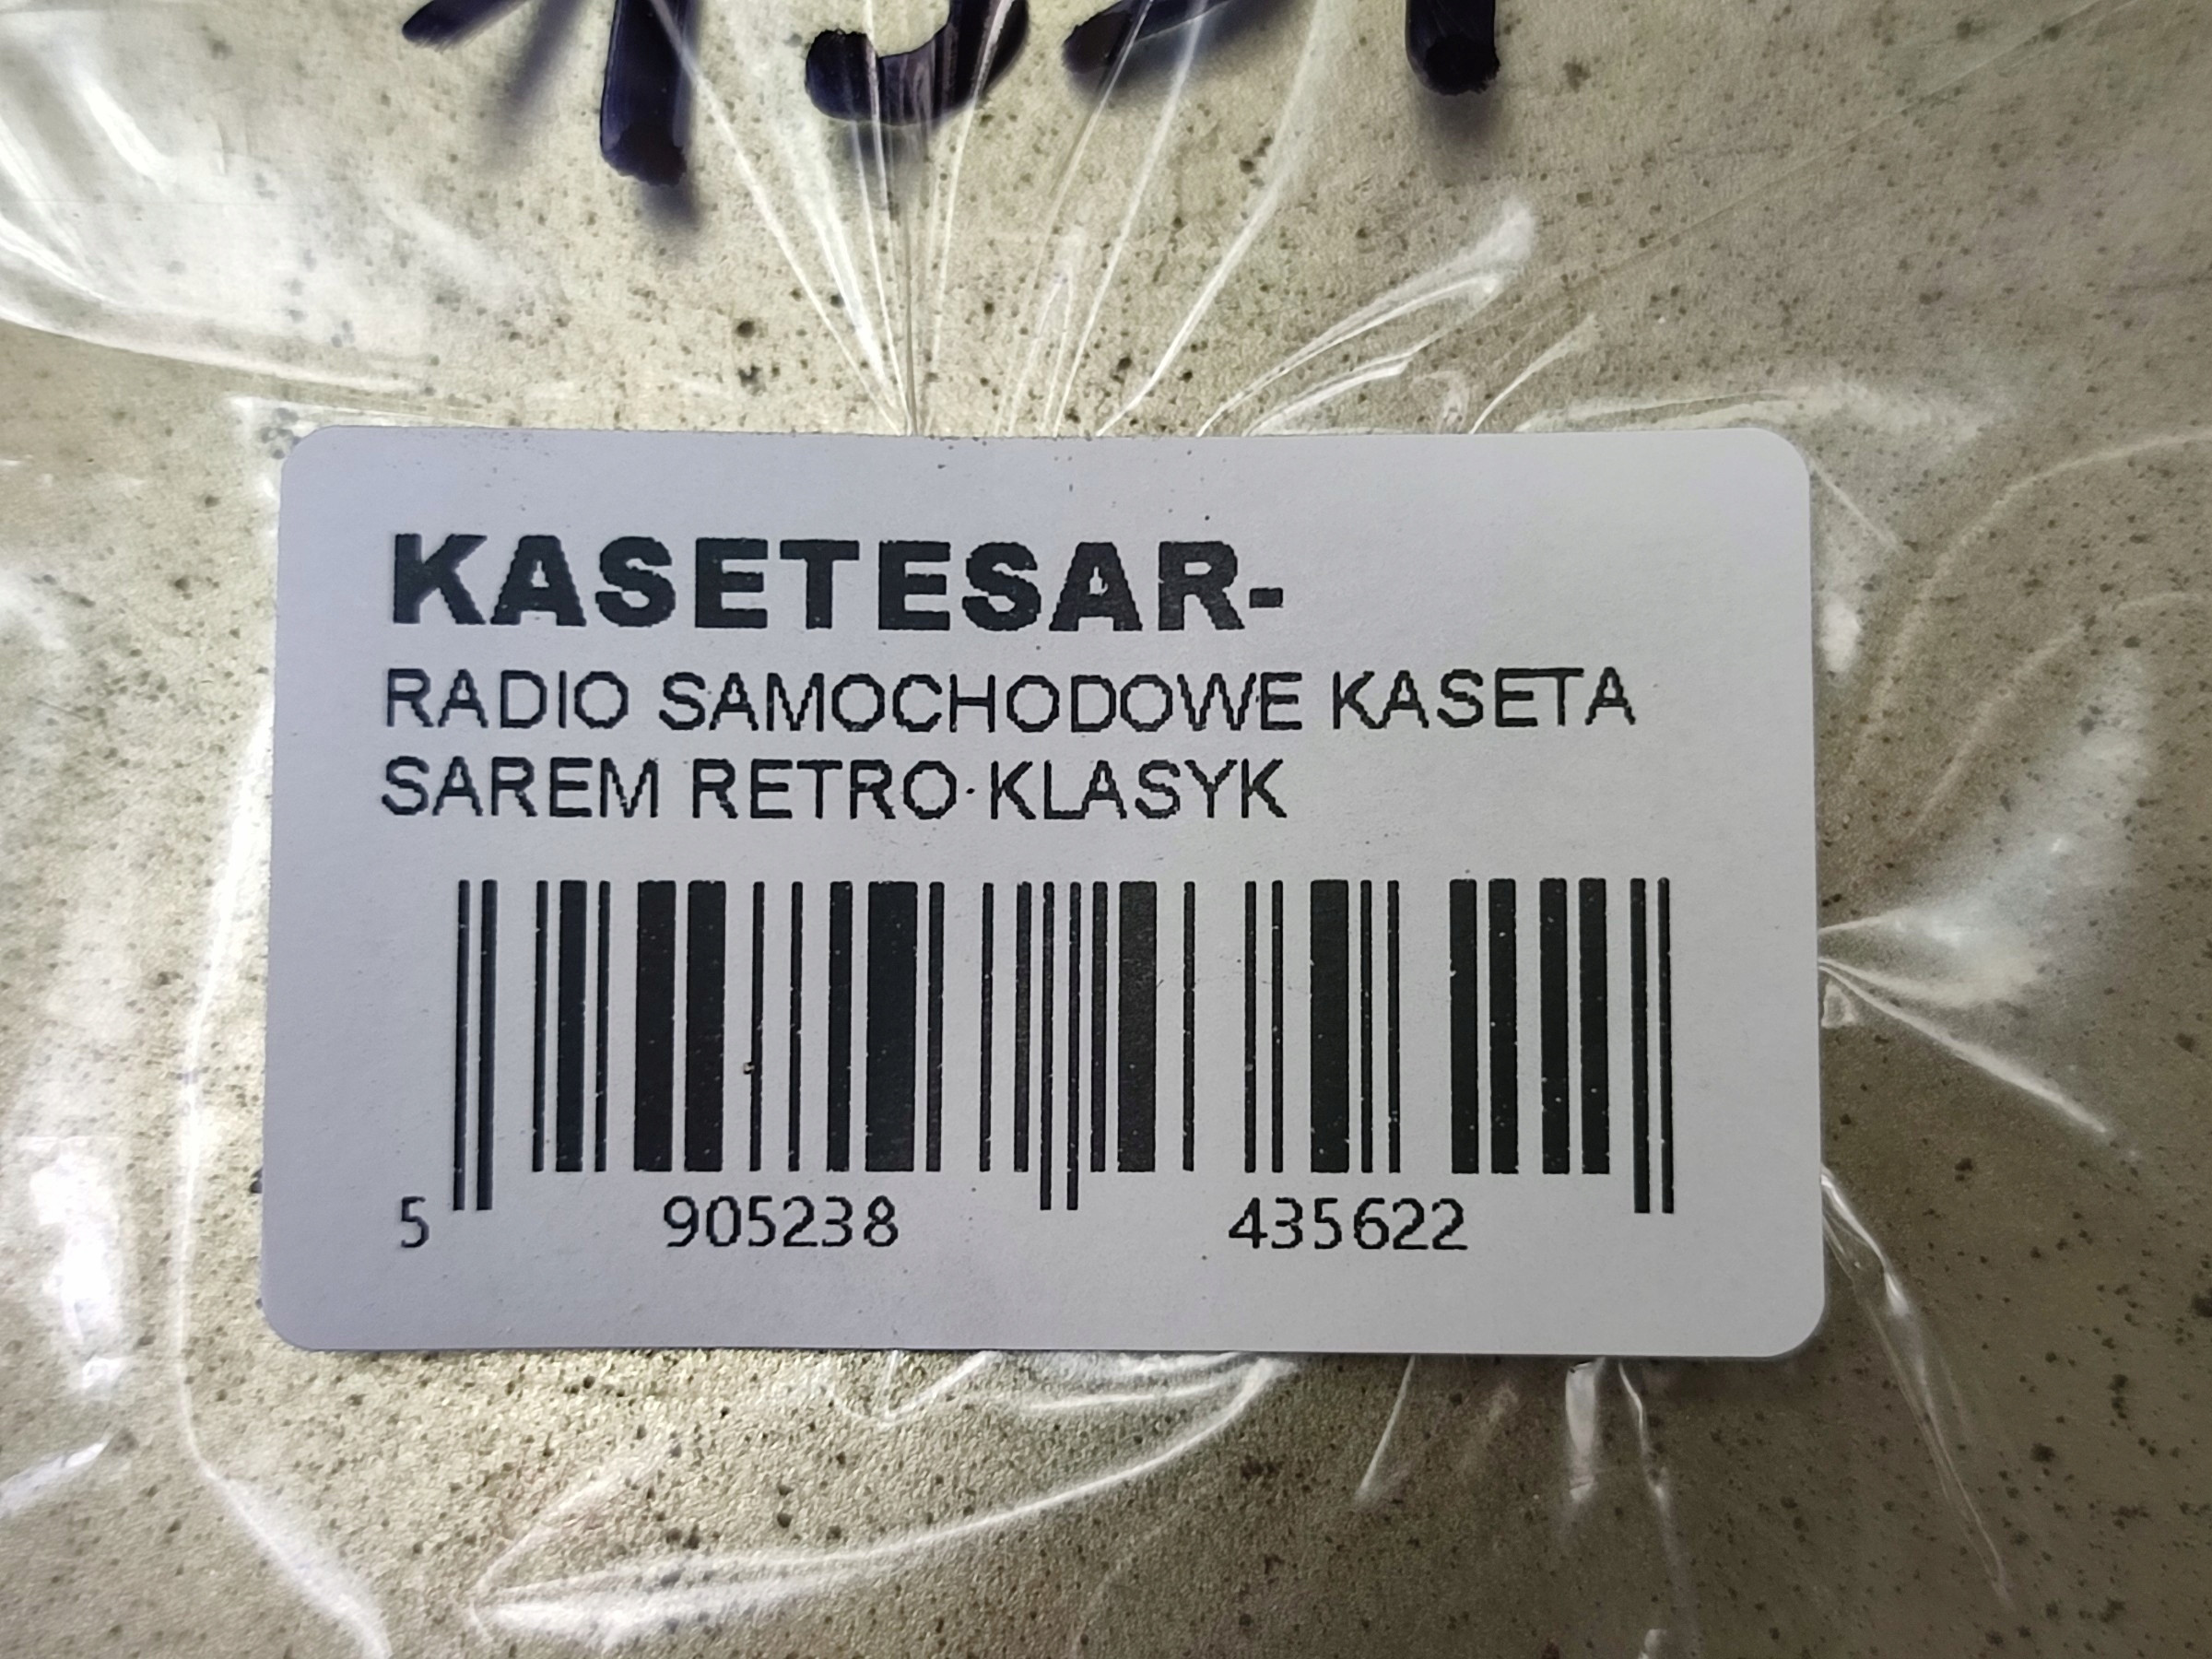 KASETESAR-
RADIO SAMOCHODOWE KASETA
SAREM RETRO KLASYK
5 905238 435622